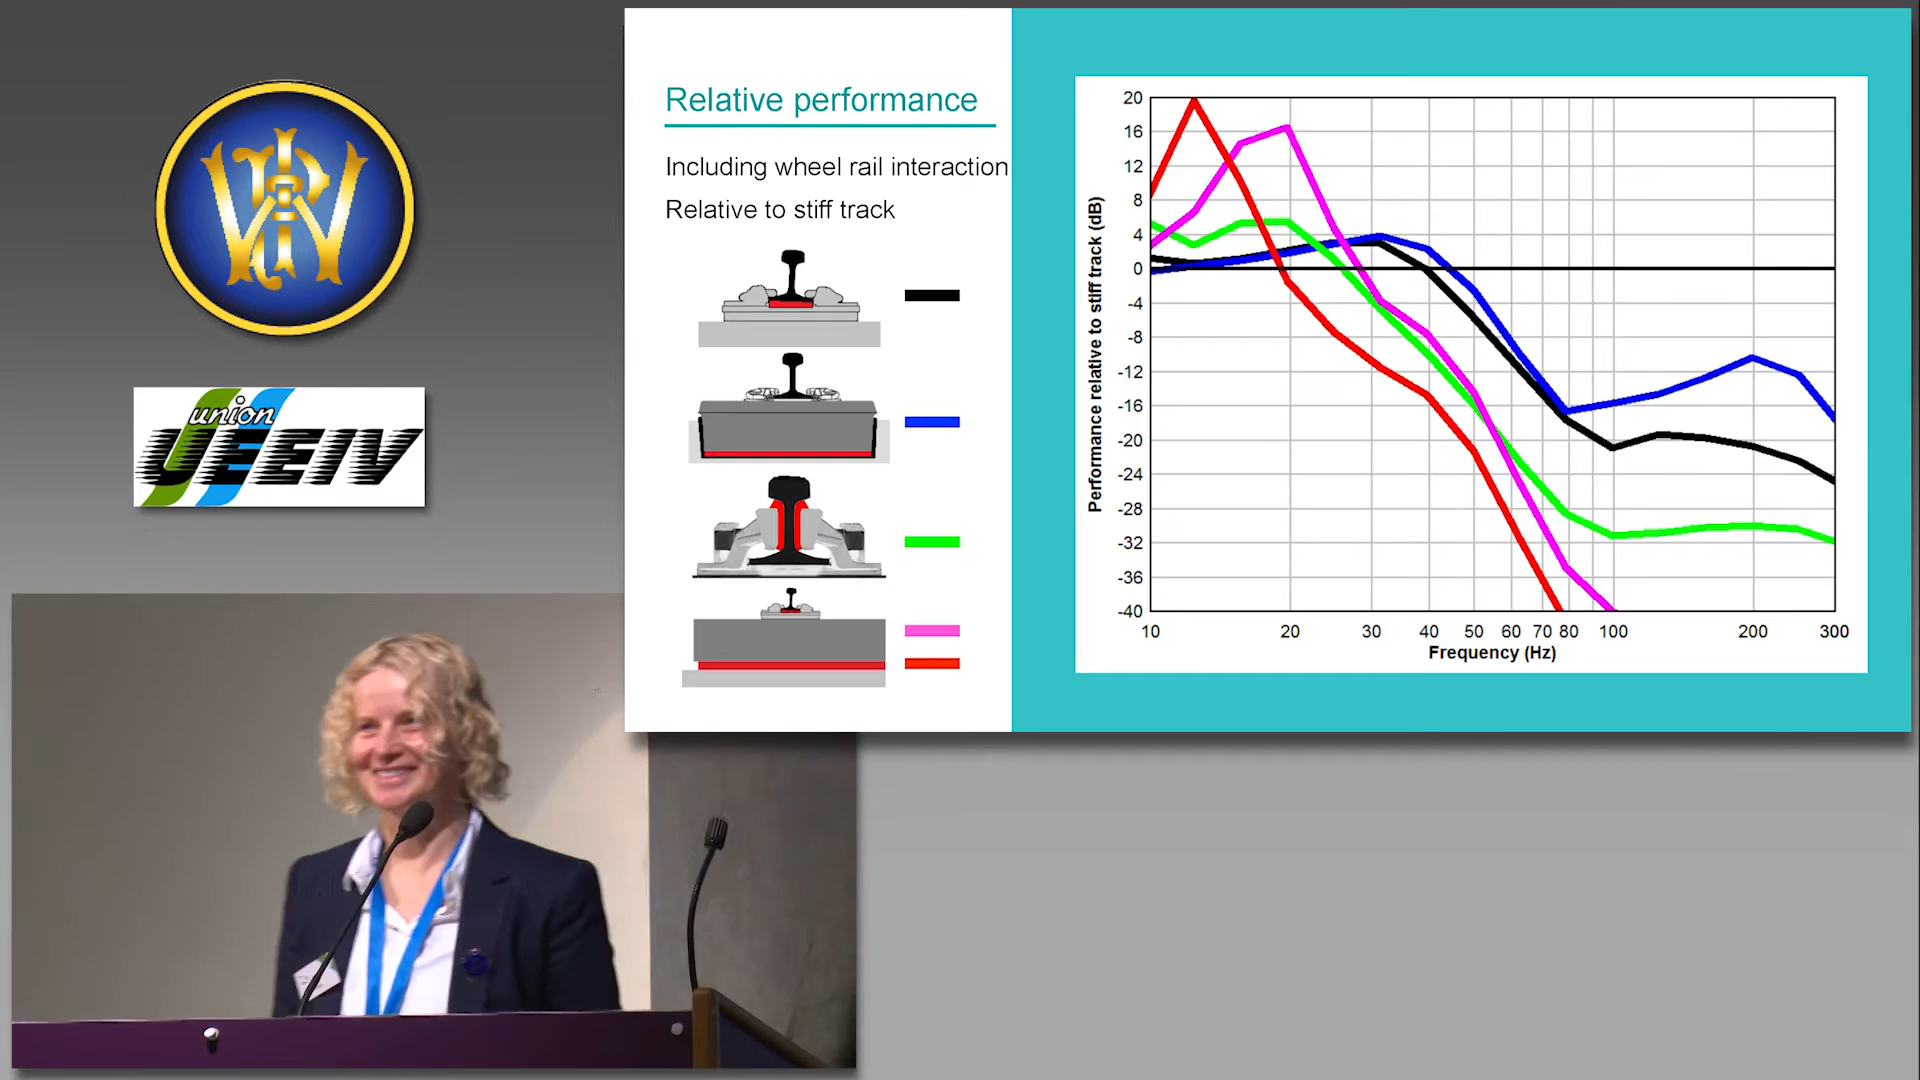 union
UEEIV
Relative performance
Including wheel rail interaction
Relative to stiff track
Performance relative to stiff track (dB)
20
16
12
8
4
0
-4
-8
-12
-16
-20
-24
-28
-32
-36
-40
10 20 30 40 50 60 70 80 100 200 300
Frequency (Hz)